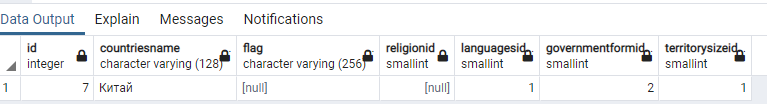 Data Output Explain Messages Notifications
id countriesname flag religionid languagesid governmentformid territorysizeid
integer character varying (128) character varying (256) smallint smallint smallint smallint
1 7 Китай [null] [null] 1 2 1